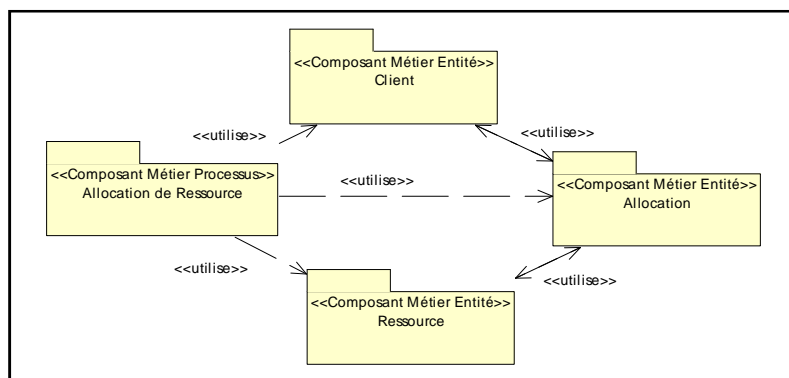 <<Composant Métier Entité>>
Client
<<utilise>>
<<utilise>>
<<Composant Métier Processus>>
Allocation de Ressource
<<utilise>>
<<Composant Métier Entité>>
Allocation
<<utilise>>
<<utilise>>
<<Composant Métier Entité>>
Ressource